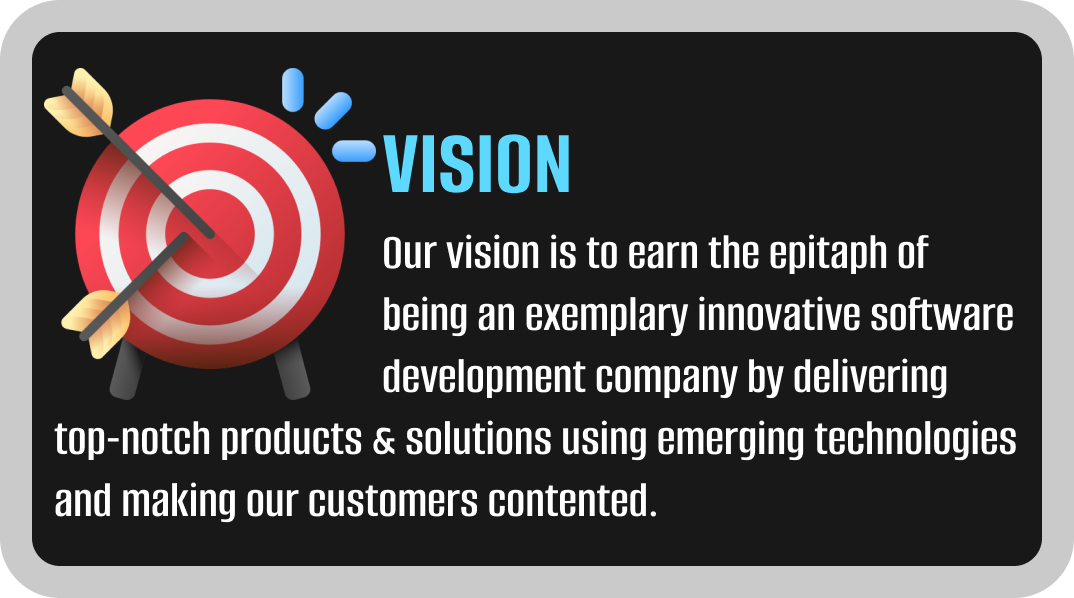 VISION
Our vision is to earn the epitaph of
being an exemplary innovative software
development company by delivering
top-notch products & solutions using emerging technologies
and making our customers contented.